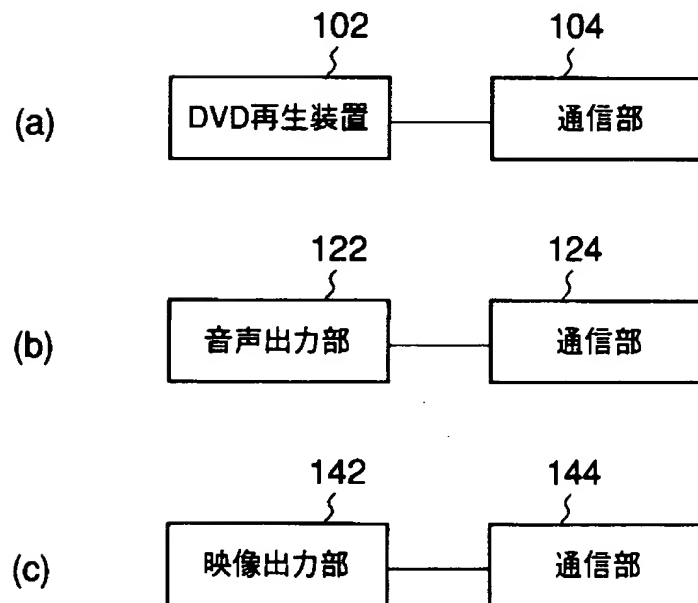 102 104
(a) DVD再生装置 通信部
122 124
(b) 音声出力部 通信部
142 144
(c) 映像出力部 通信部